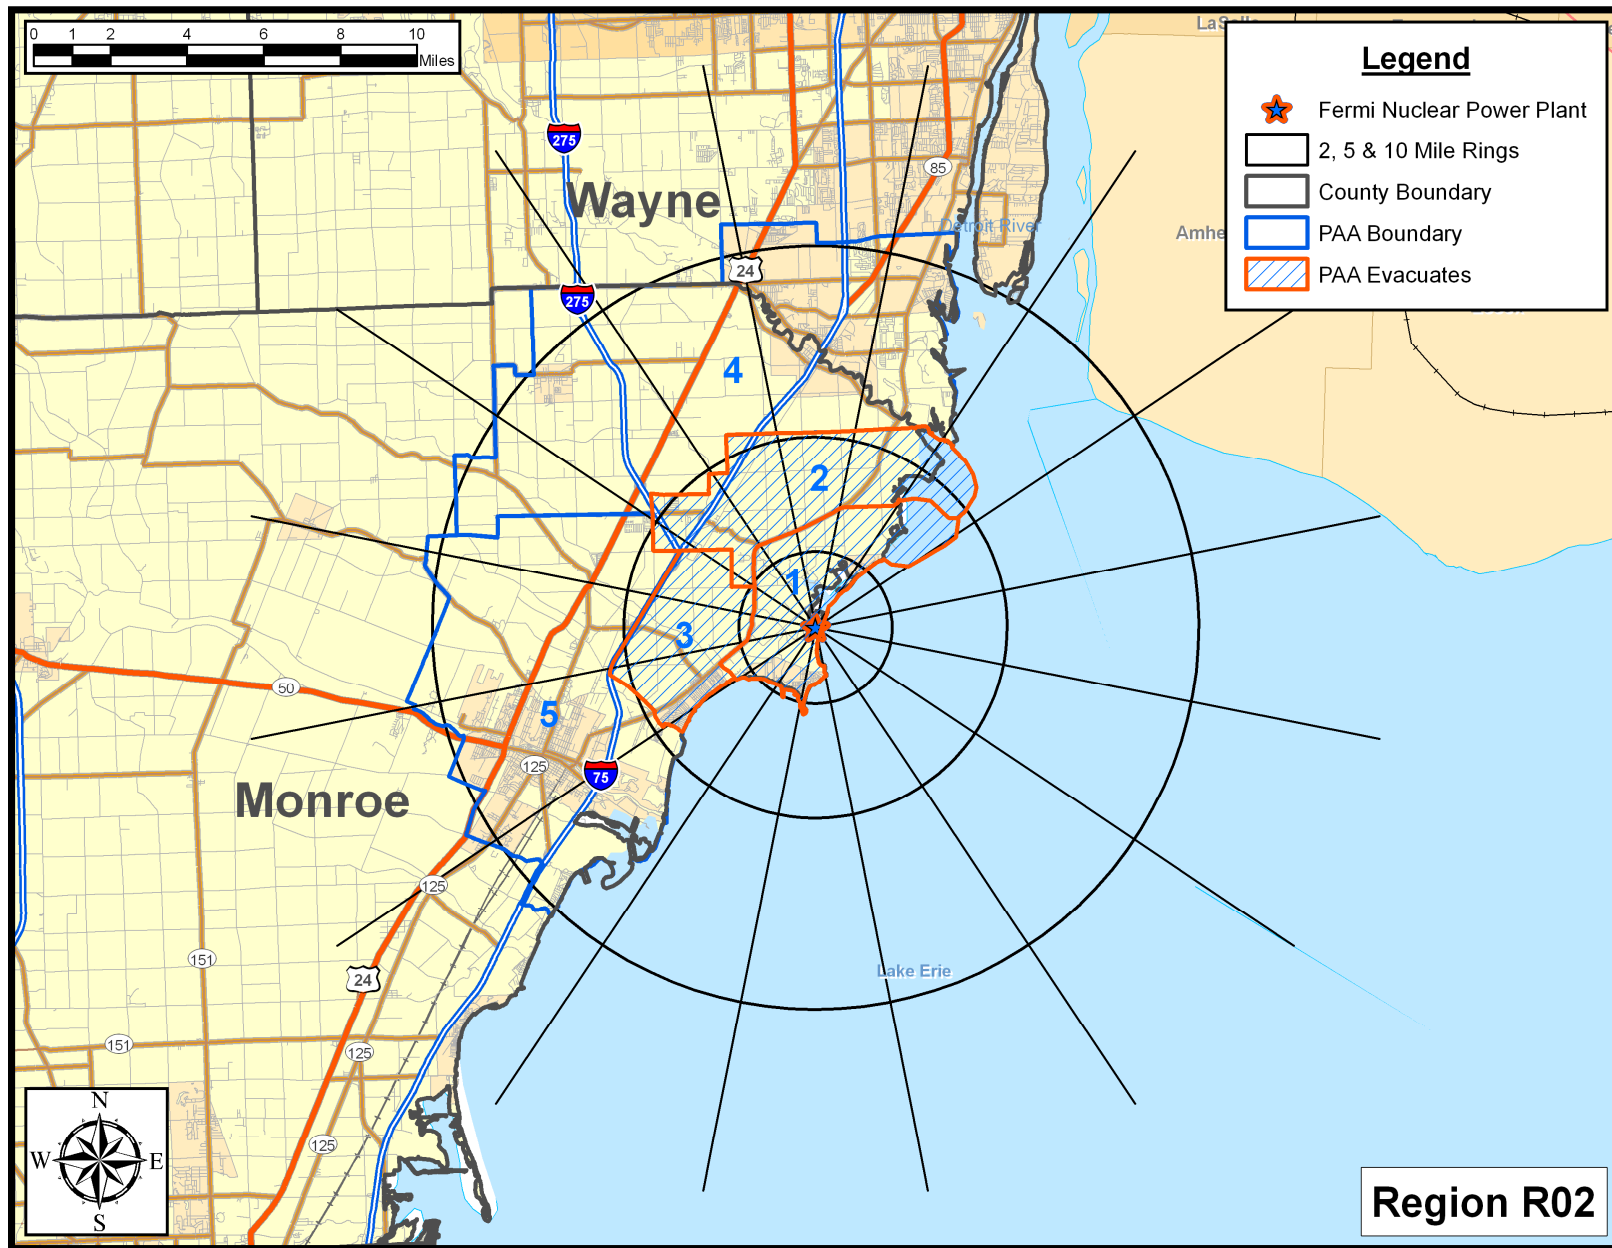 0 1 2 4 6 8 10
Miles
LaSalle
Legend
Fermi Nuclear Power Plant
2, 5 & 10 Mile Rings
County Boundary
PAA Boundary
PAA Evacuates
275
85
Wayne
Detroit River
Amhe
24
275
4
2
1
3
50
5
125
75
Monroe
125
151
24
Lake Erie
151
125
125
N
W E
S
Region R02